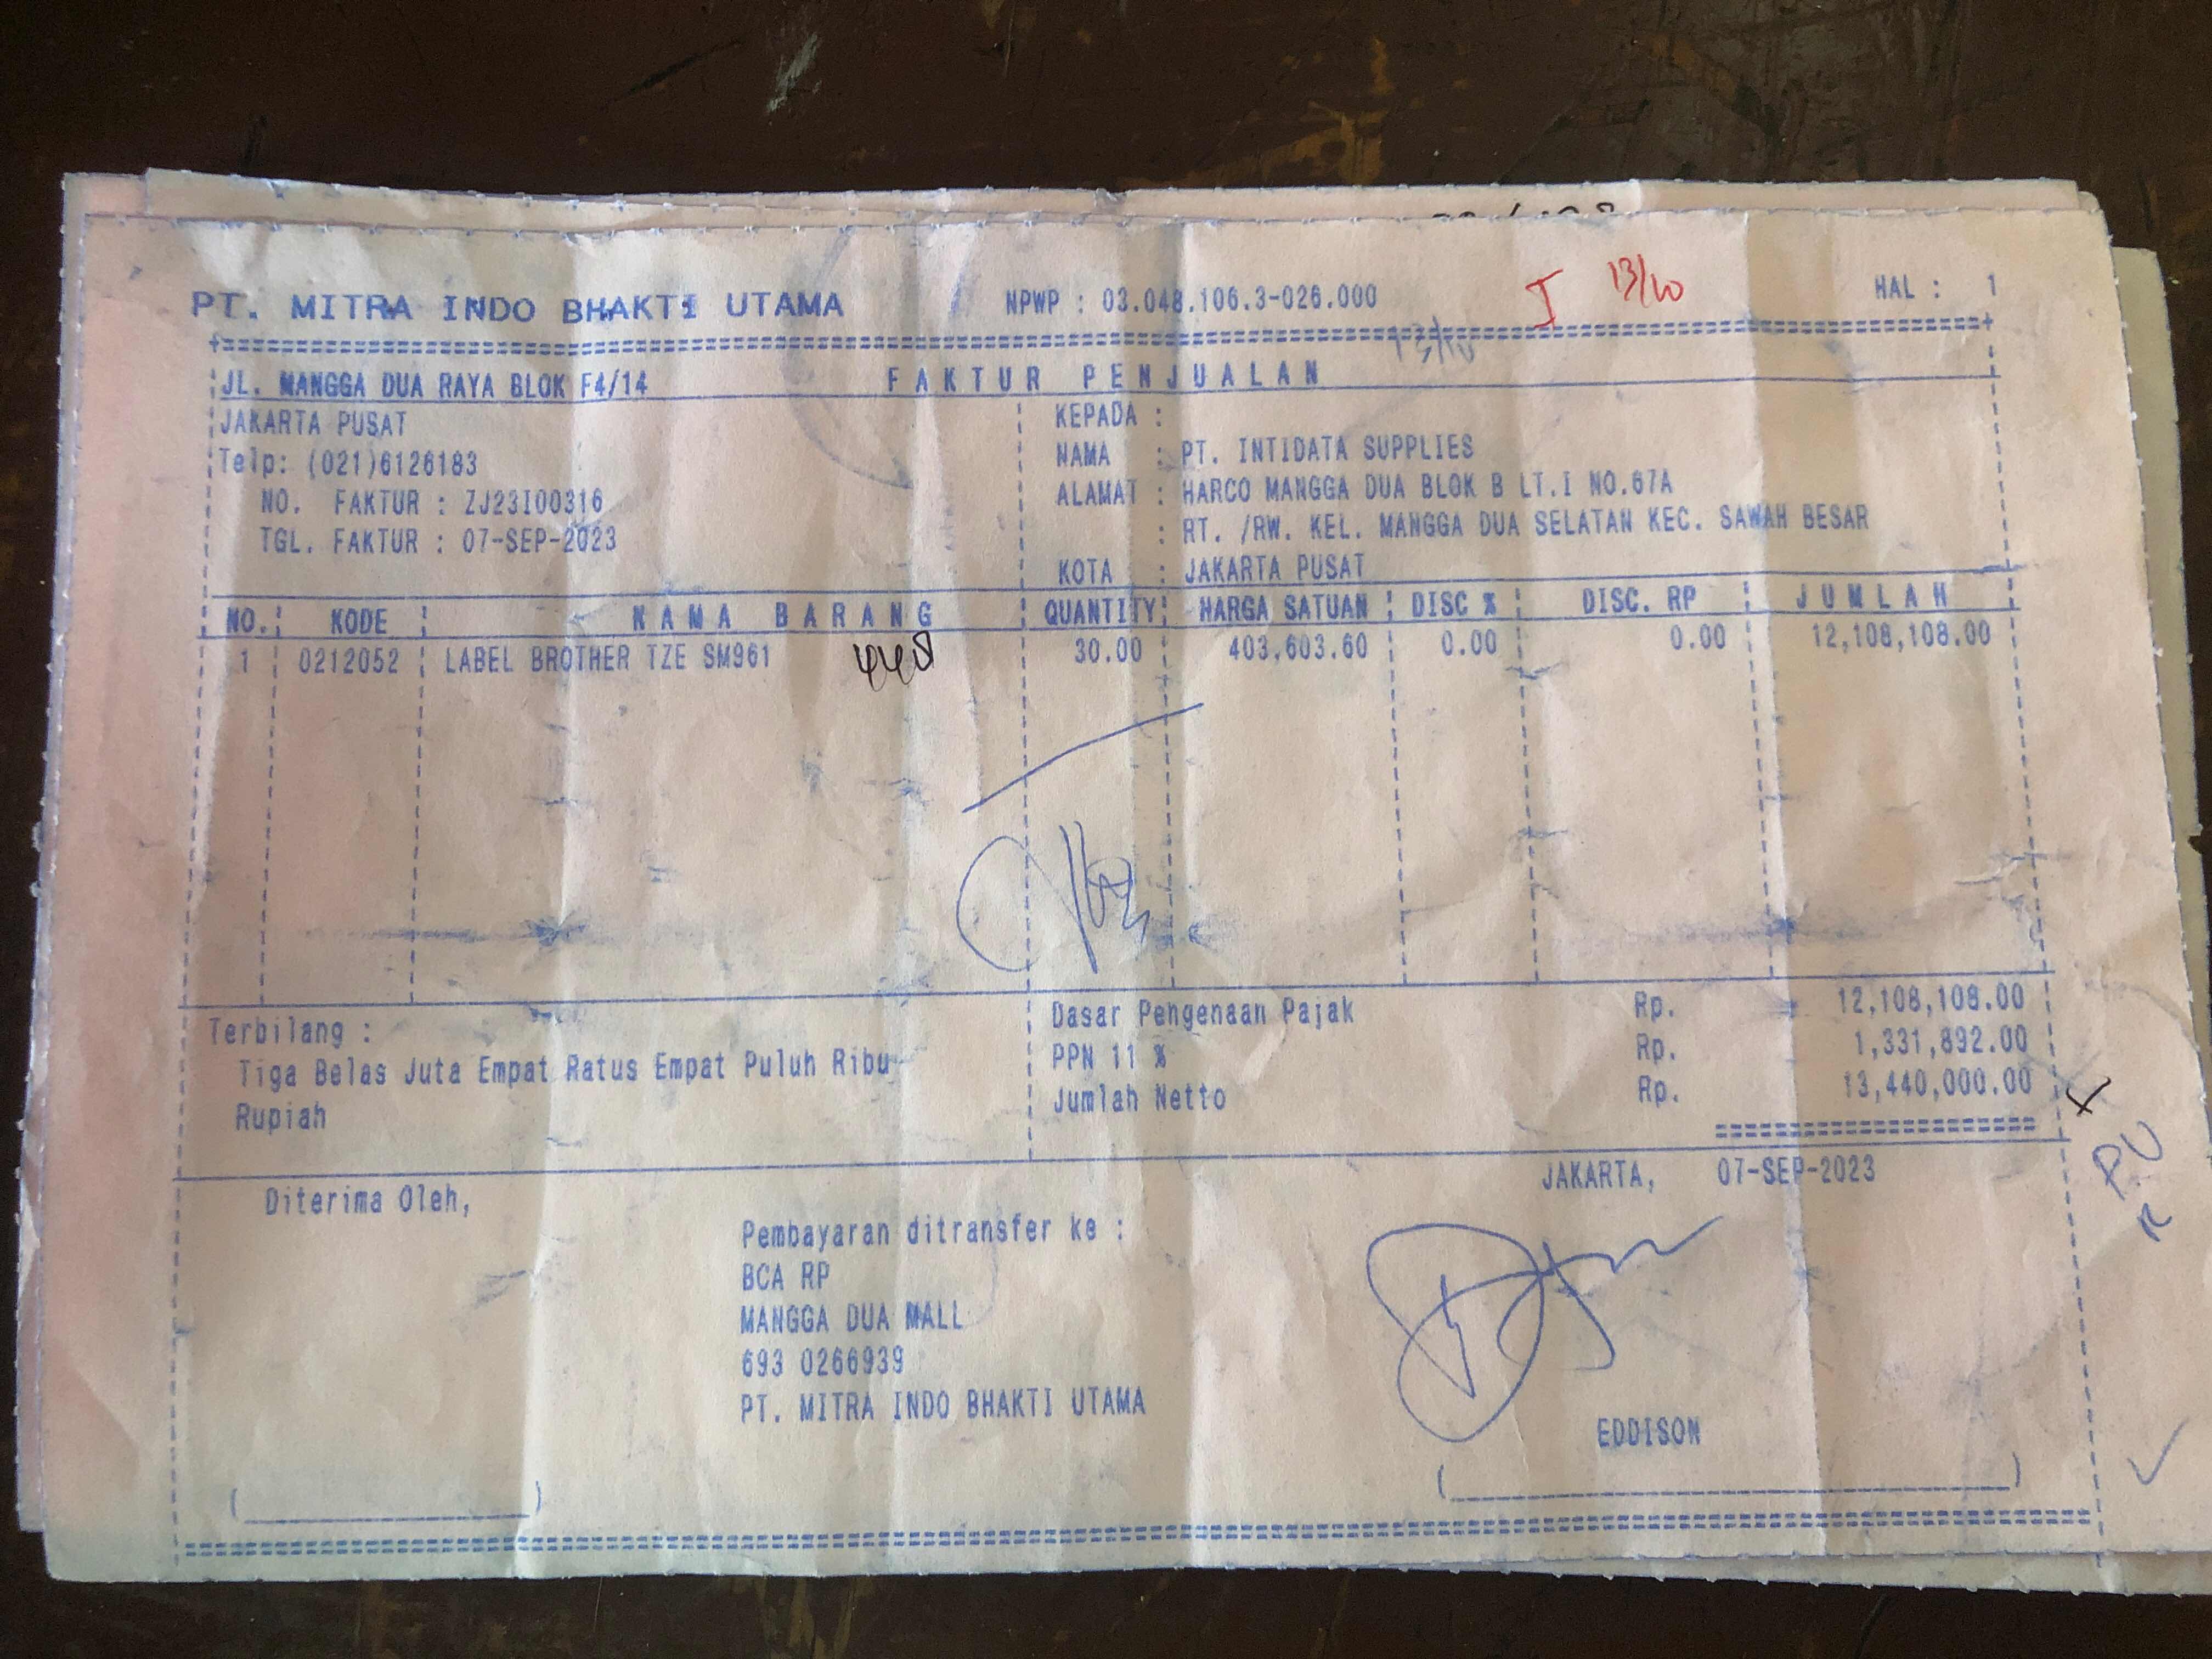 PT. MITRA INDO BHAKTI UTAMA NPWP : 03.048.106.3-026.000 HAL : 1
J 13/10
13/10
JL. MANGGA DUA RAYA BLOK F4/14 FAKTUR PENJUALAN
JAKARTA PUSAT
Telp: (021)6126183
NO. FAKTUR : ZJ23I00316
TGL. FAKTUR : 07-SEP-2023
KEPADA :
NAMA : PT. INTIDATA SUPPLIES
ALAMAT : HARCO MANGGA DUA BLOK B LT.I NO.67A
: RT. /RW. KEL. MANGGA DUA SELATAN KEC. SAWAH BESAR
KOTA : JAKARTA PUSAT
NO. KODE NAMA BARANG QUANTITY HARGA SATUAN DISC % DISC. RP JUMLAH
1 0212052 LABEL BROTHER TZE SM961 448 30.00 403,603.60 0.00 0.00 12,108,108.00
Terbilang :
Tiga Belas Juta Empat Ratus Empat Puluh Ribu
Rupiah
Dasar Pengenaan Pajak Rp. 12,108,108.00
PPN 11 % Rp. 1,331,892.00
Jumlah Netto Rp. 13,440,000.00
JAKARTA, 07-SEP-2023
Diterima Oleh,
Pembayaran ditransfer ke :
BCA RP
MANGGA DUA MALL
693 0266939
PT. MITRA INDO BHAKTI UTAMA
EDDISON